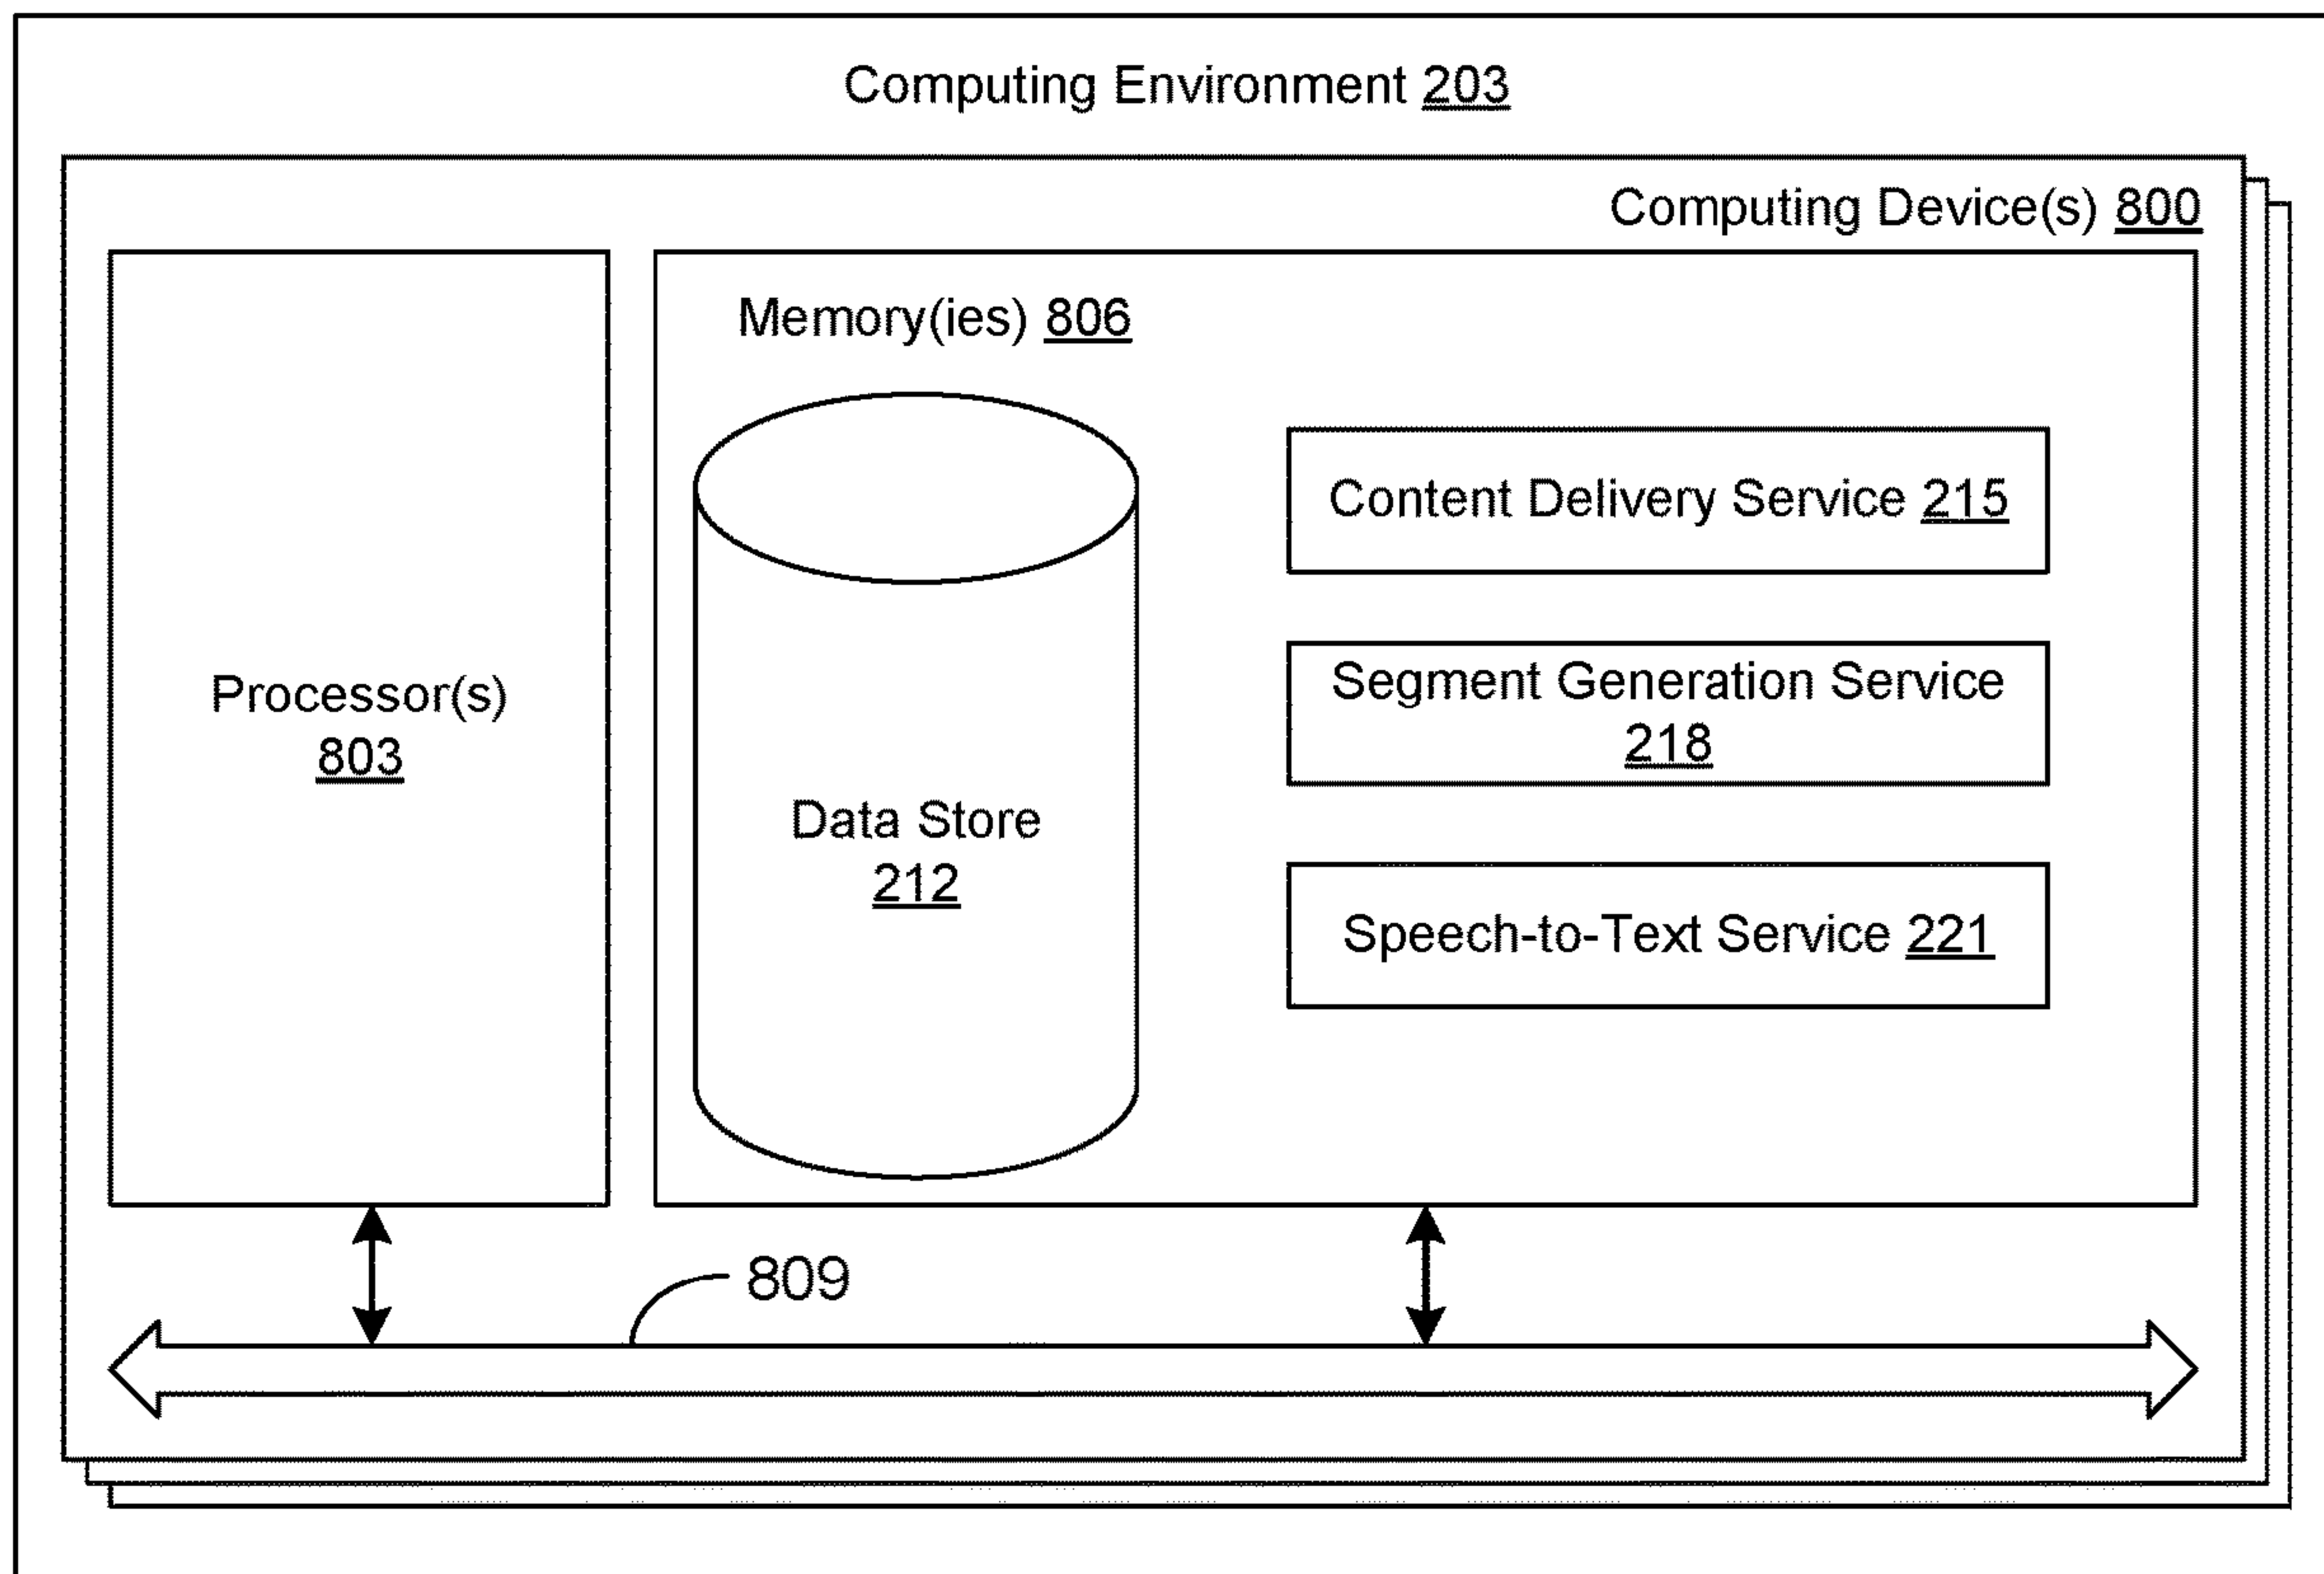 Computing Environment 203
Computing Device(s) 800
Memory(ies) 806
Processor(s)
803
Data Store
212
Content Delivery Service 215
Segment Generation Service
218
Speech-to-Text Service 221
809